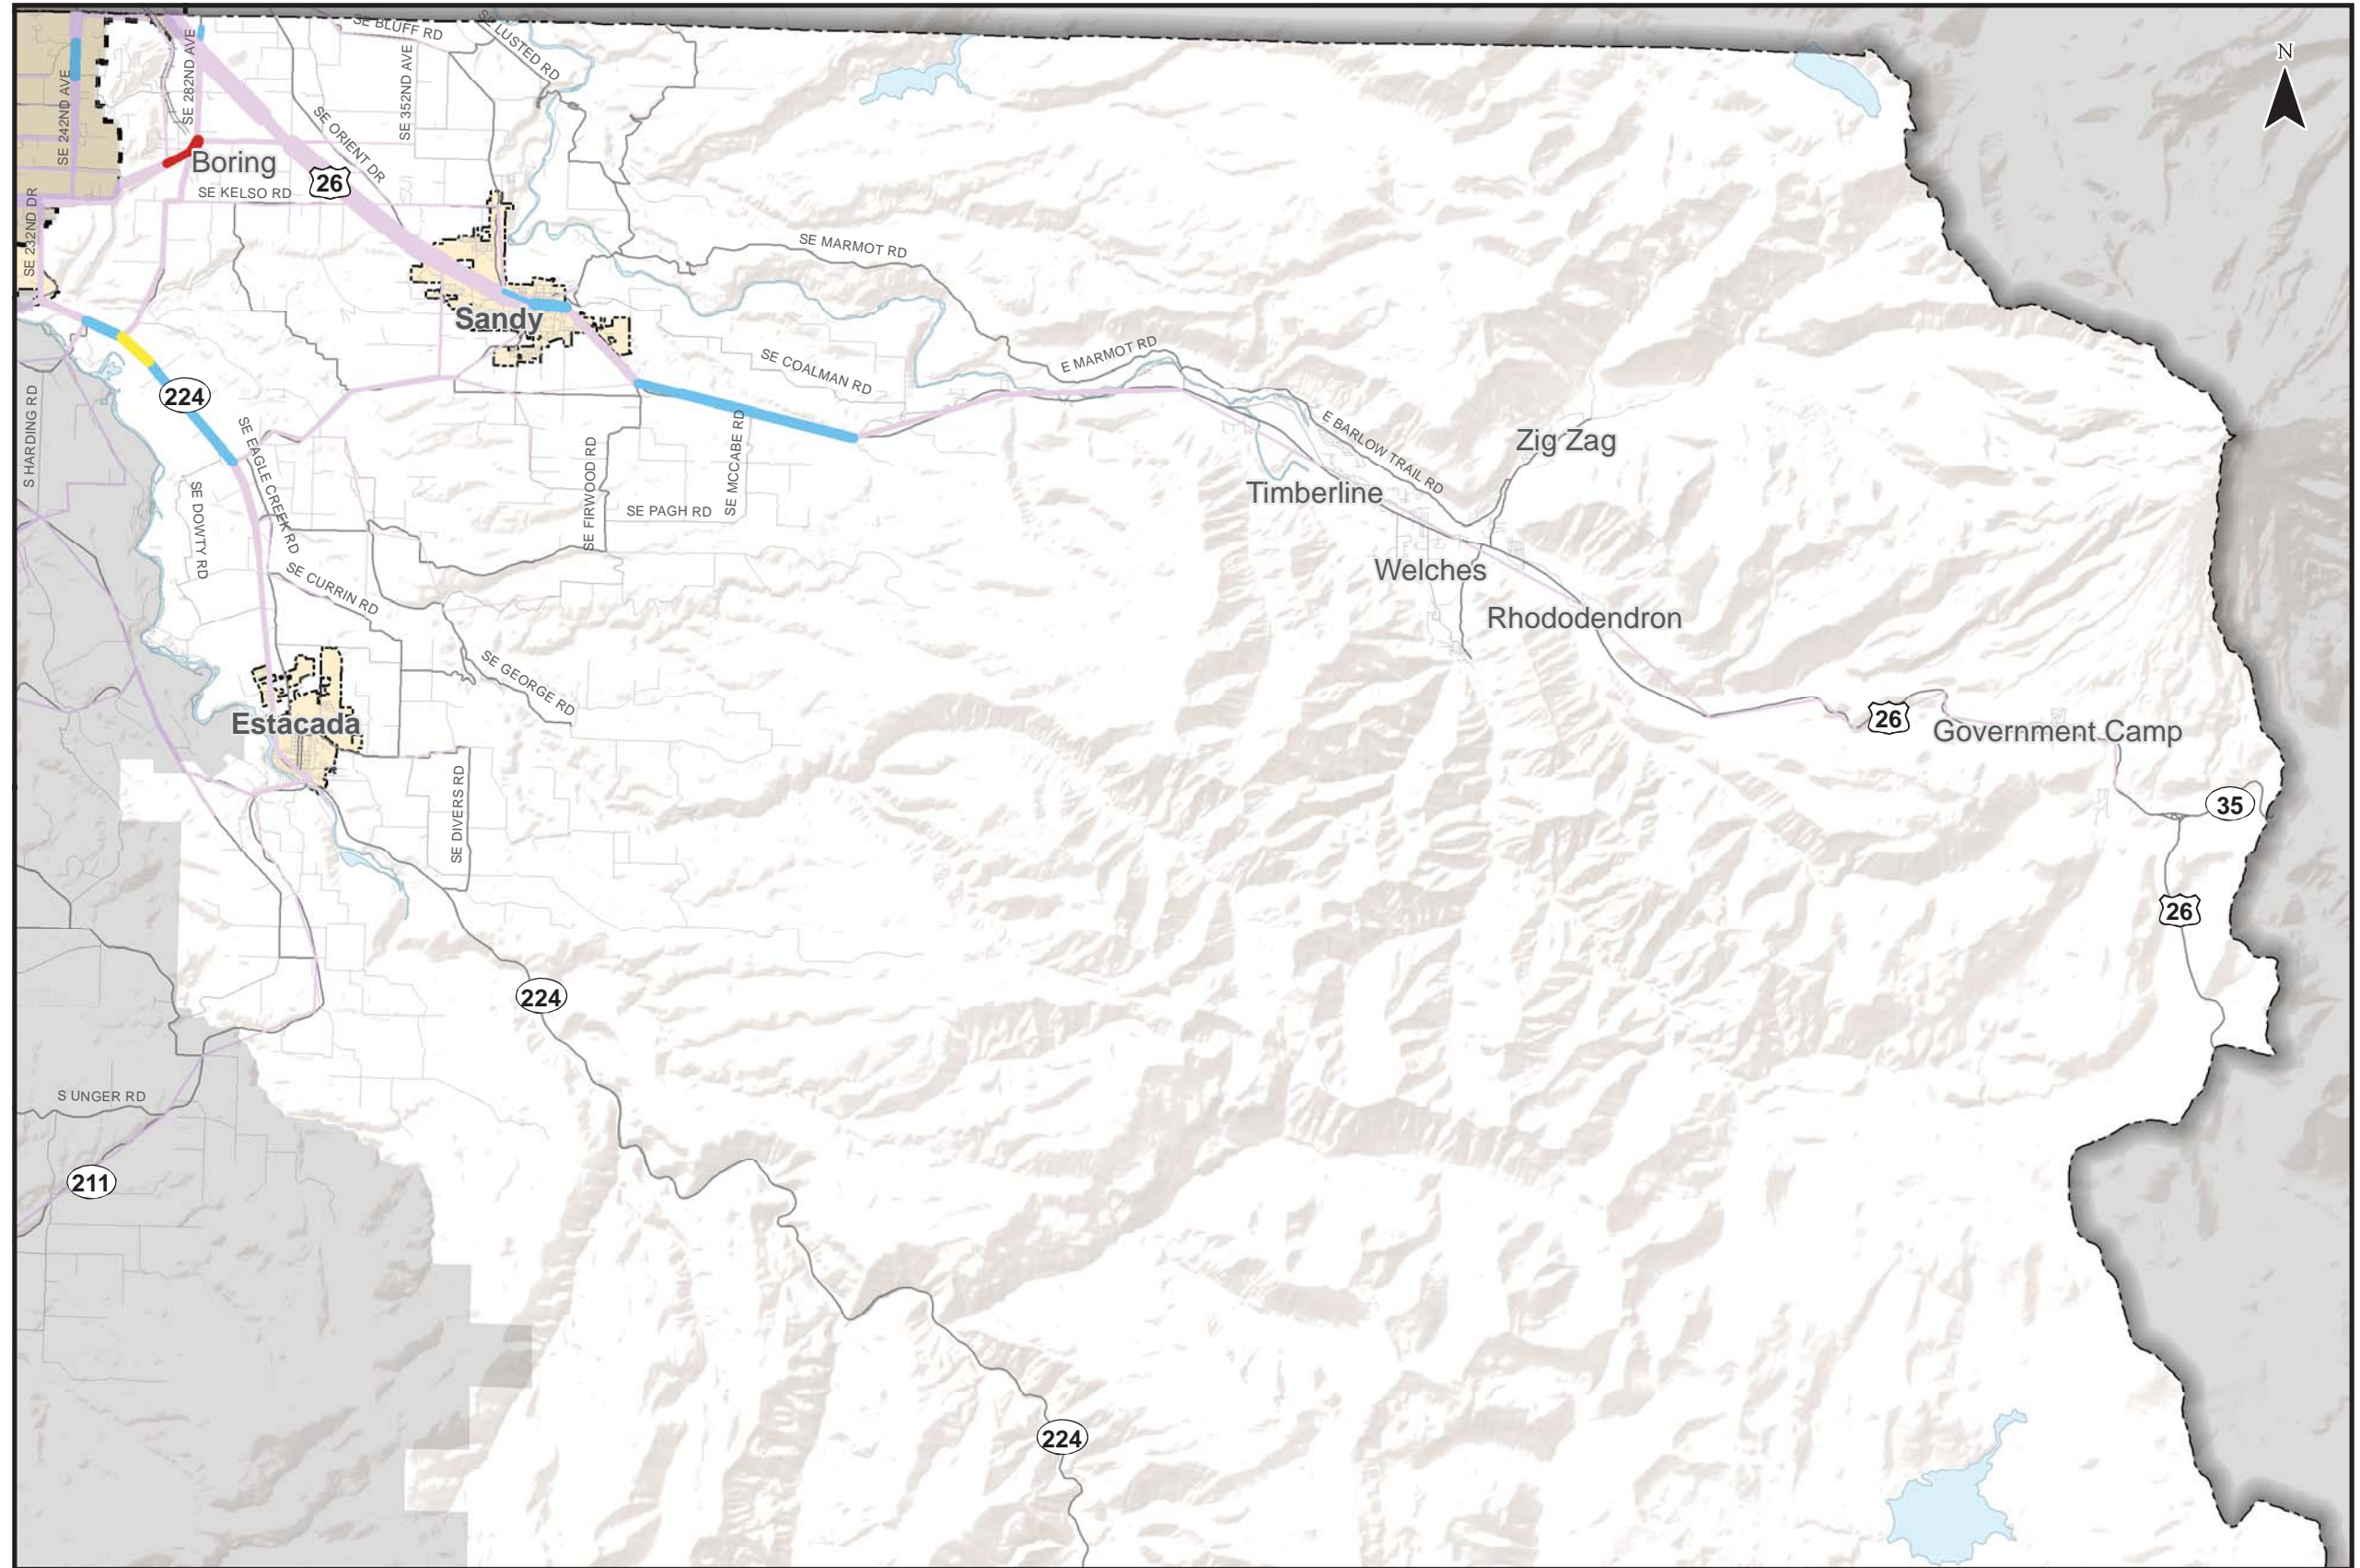 SE BLUFF RD
SE LUSTED RD
N
SE 282ND AVE
SE 352ND AVE
SE 242ND AVE
SE ORIENT DR
Boring
26
SE KELSO RD
SE 232ND DR
SE MARMOT RD
Sandy
E MARMOT RD
SE COALMAN RD
224
S HARDING RD
SE EAGLE CREEK RD
SE FIRWOOD RD
SE MCCABE RD
E BARLOW TRAIL RD
Zig Zag
Timberline
SE DOWTY RD
SE PAGH RD
Welches
SE CURRIN RD
Rhododendron
SE GEORGE RD
Estacada
26
Government Camp
SE DIVERS RD
35
26
224
S UNGER RD
211
224